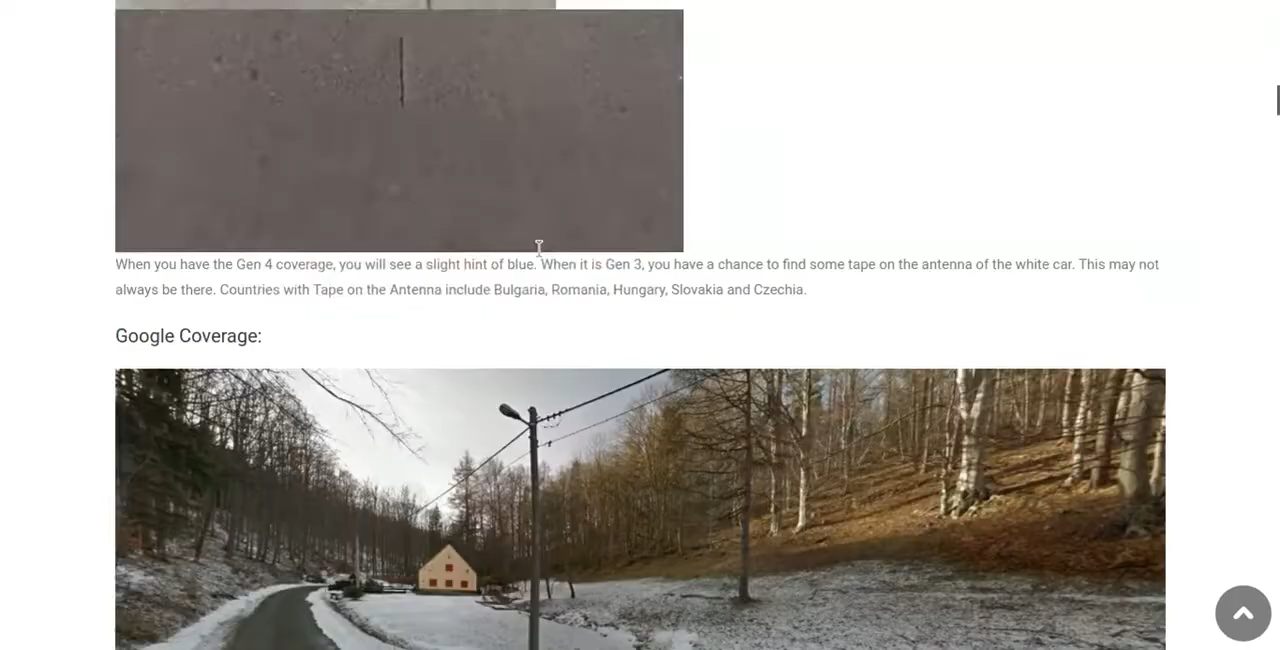 When you have the Gen 4 coverage, you will see a slight hint of blue. When it is Gen 3, you have a chance to find some tape on the antenna of the white car. This may not
always be there. Countries with Tape on the Antenna include Bulgaria, Romania, Hungary, Slovakia and Czechia.
Google Coverage: